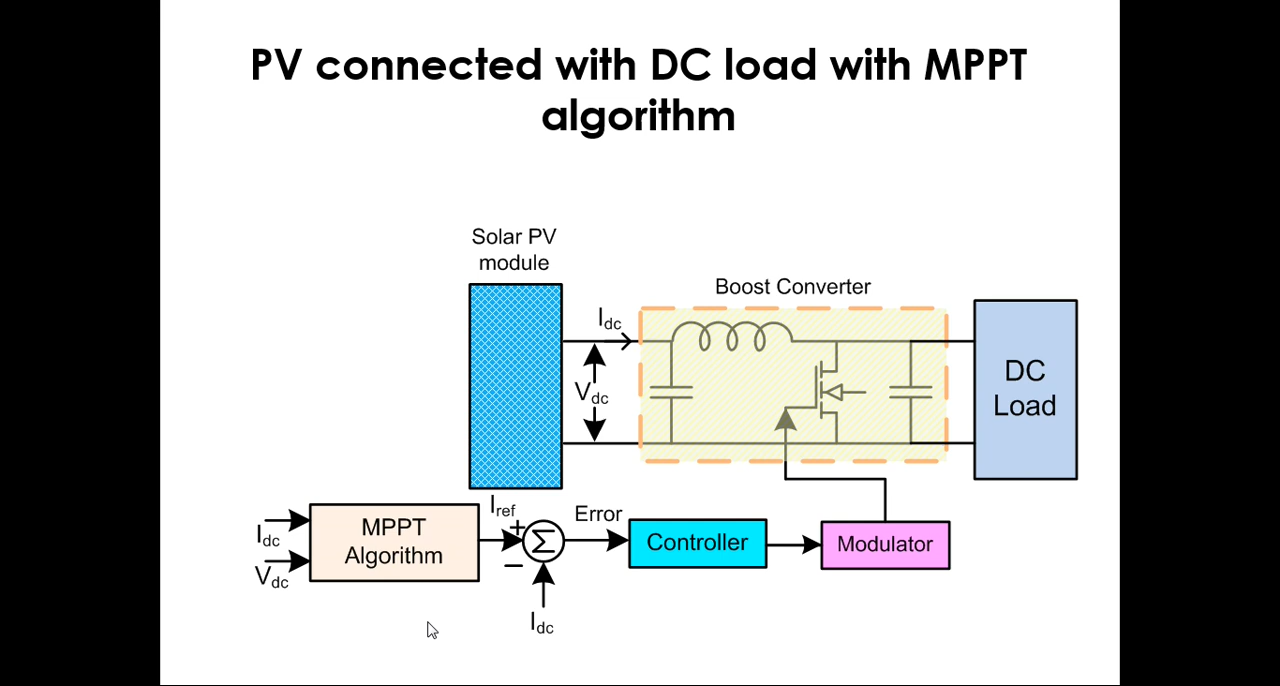 PV connected with DC load with MPPT
algorithm
Solar PV
module
Boost Converter
Idc
Vdc
DC
Load
Iref
Idc
Vdc
MPPT
Algorithm
+
Σ
−
Error
Controller
Modulator
Idc